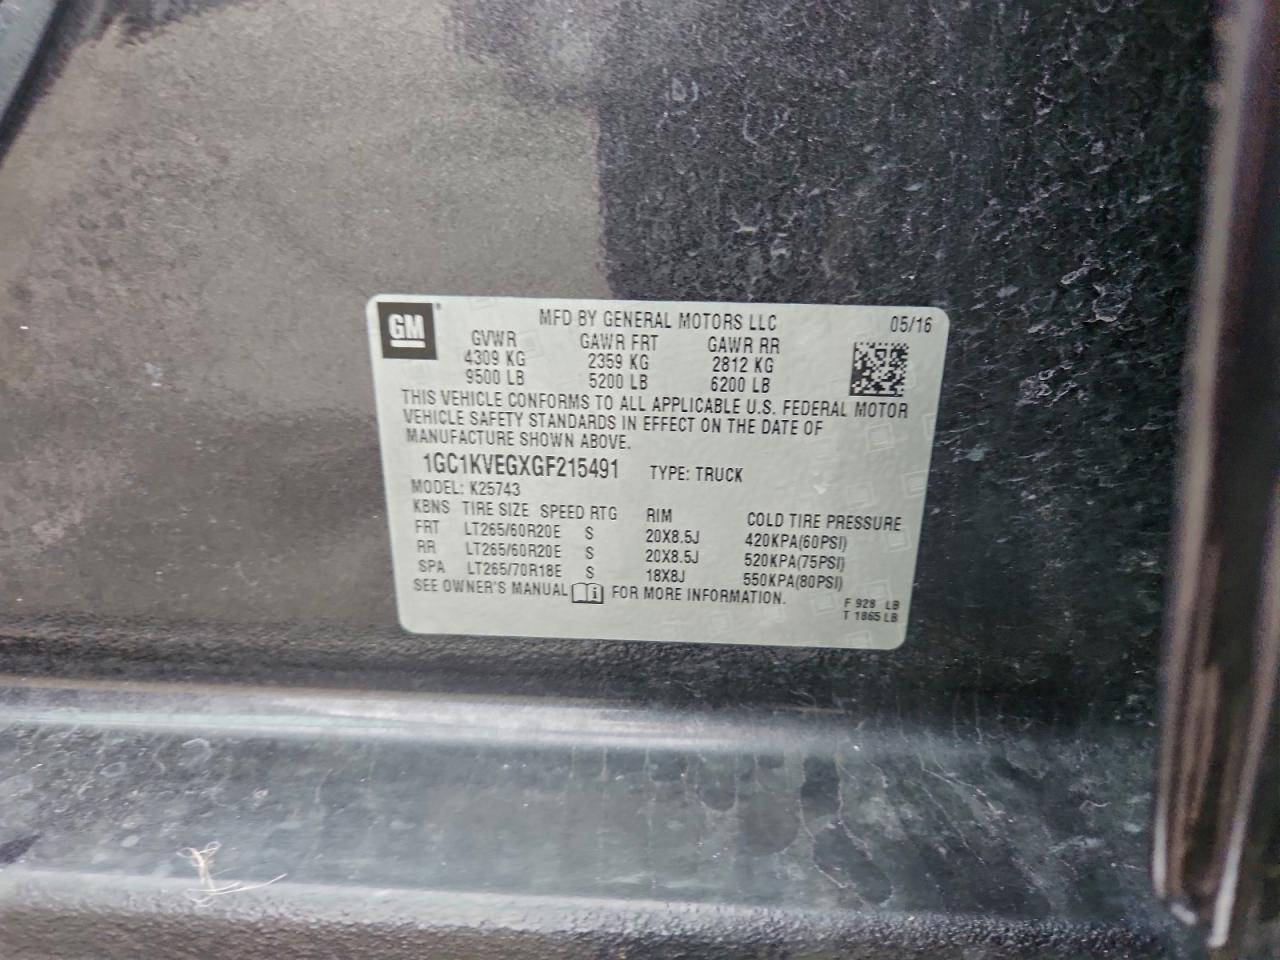 GM® MFD BY GENERAL MOTORS LLC 05/16
GVWR GAWR FRT GAWR RR
4309 KG 2359 KG 2812 KG
9500 LB 5200 LB 6200 LB
THIS VEHICLE CONFORMS TO ALL APPLICABLE U.S. FEDERAL MOTOR
VEHICLE SAFETY STANDARDS IN EFFECT ON THE DATE OF
MANUFACTURE SHOWN ABOVE.
1GC1KVEGXGF215491 TYPE: TRUCK
MODEL: K25743
KBNS TIRE SIZE SPEED RTG RIM COLD TIRE PRESSURE
FRT LT265/60R20E S 20X8.5J 420KPA(60PSI)
RR LT265/60R20E S 20X8.5J 520KPA(75PSI)
SPA LT265/70R18E S 18X8J 550KPA(80PSI)
SEE OWNER'S MANUAL i FOR MORE INFORMATION.
F 928 LB
T 1865 LB